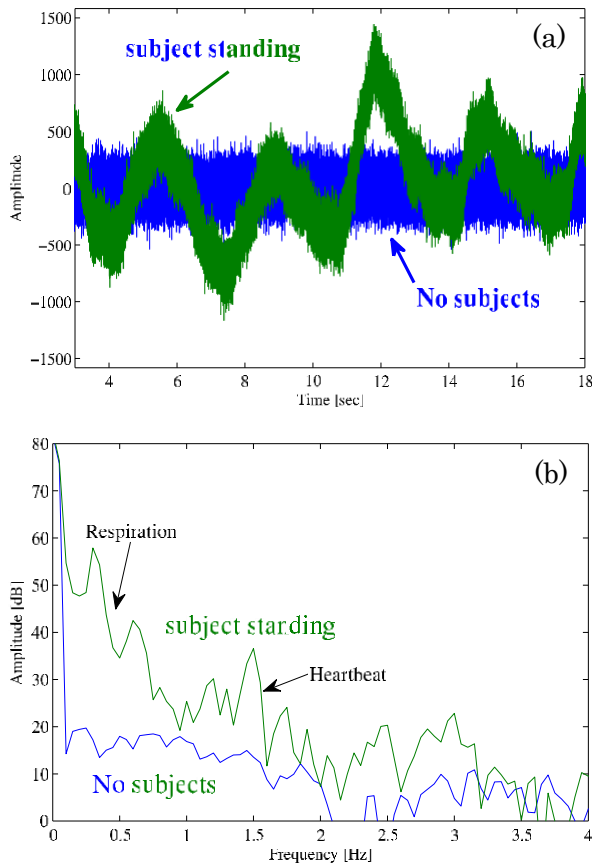 1500
(a)
subject standing
1000
500
0
−500
−1000
−1500
Amplitude
No subjects
4 6 8 10 12 14 16 18
Time [sec]
80
(b)
70
60
50
40
30
20
10
0
Amplitude [dB]
Respiration
subject standing
Heartbeat
No subjects
0 0.5 1 1.5 2 2.5 3 3.5 4
Frequency [Hz]